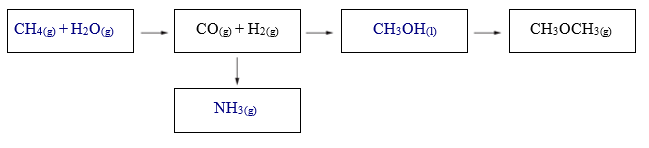 CH4(g) + H2O(g)
CO(g) + H2(g)
CH3OH(l)
CH3OCH3(g)
NH3(g)